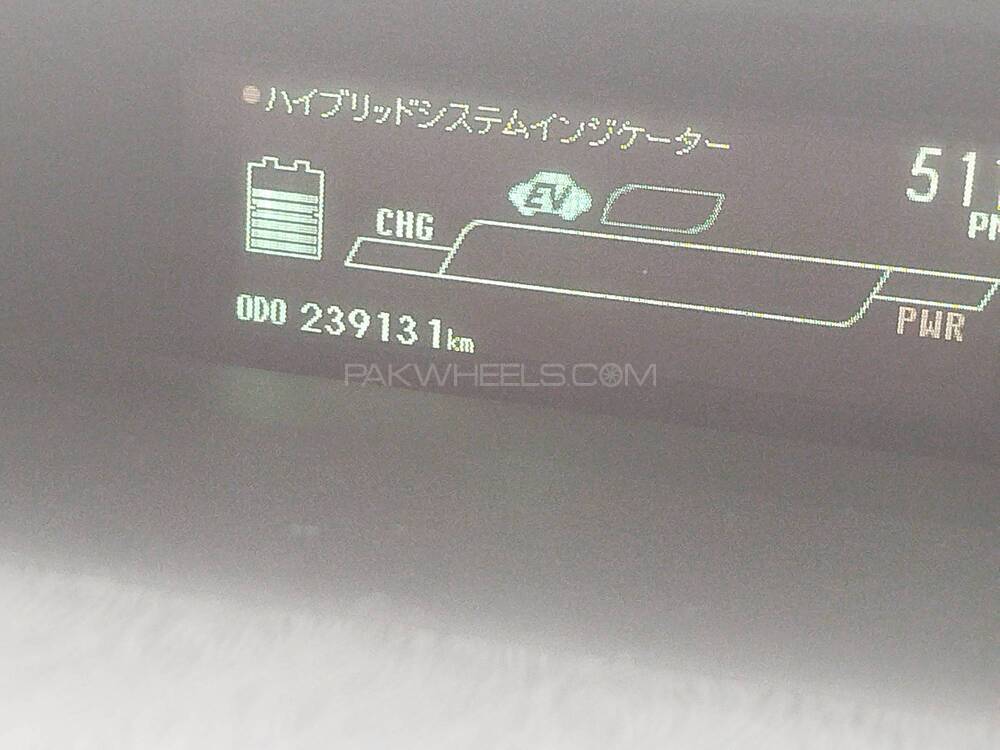 ハイブリッドシステムインジケーター
EV
CHG
PWR
ODO 239131km
PAKWHEELS.COM